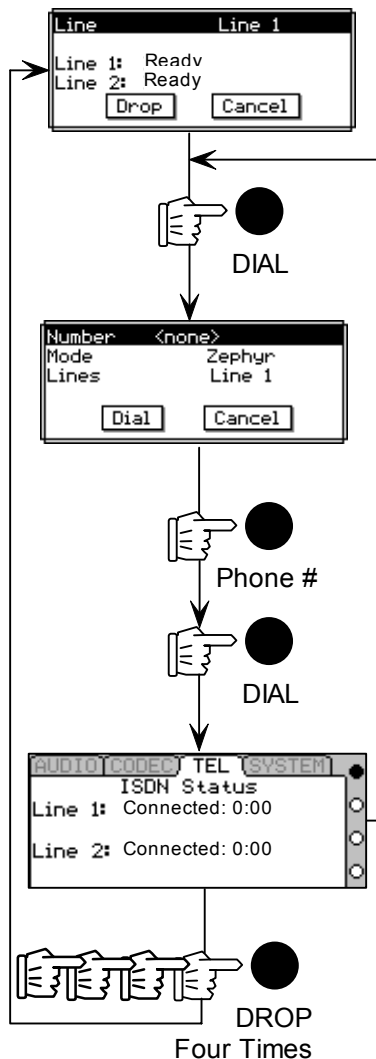 Line Line 1
Line 1: Ready
Line 2: Ready
Drop Cancel
DIAL
Number <none>
Mode Zephyr
Lines Line 1
Dial Cancel
Phone #
DIAL
AUDIO CODEC TEL SYSTEM
ISDN Status
Line 1: Connected: 0:00
Line 2: Connected: 0:00
DROP
Four Times